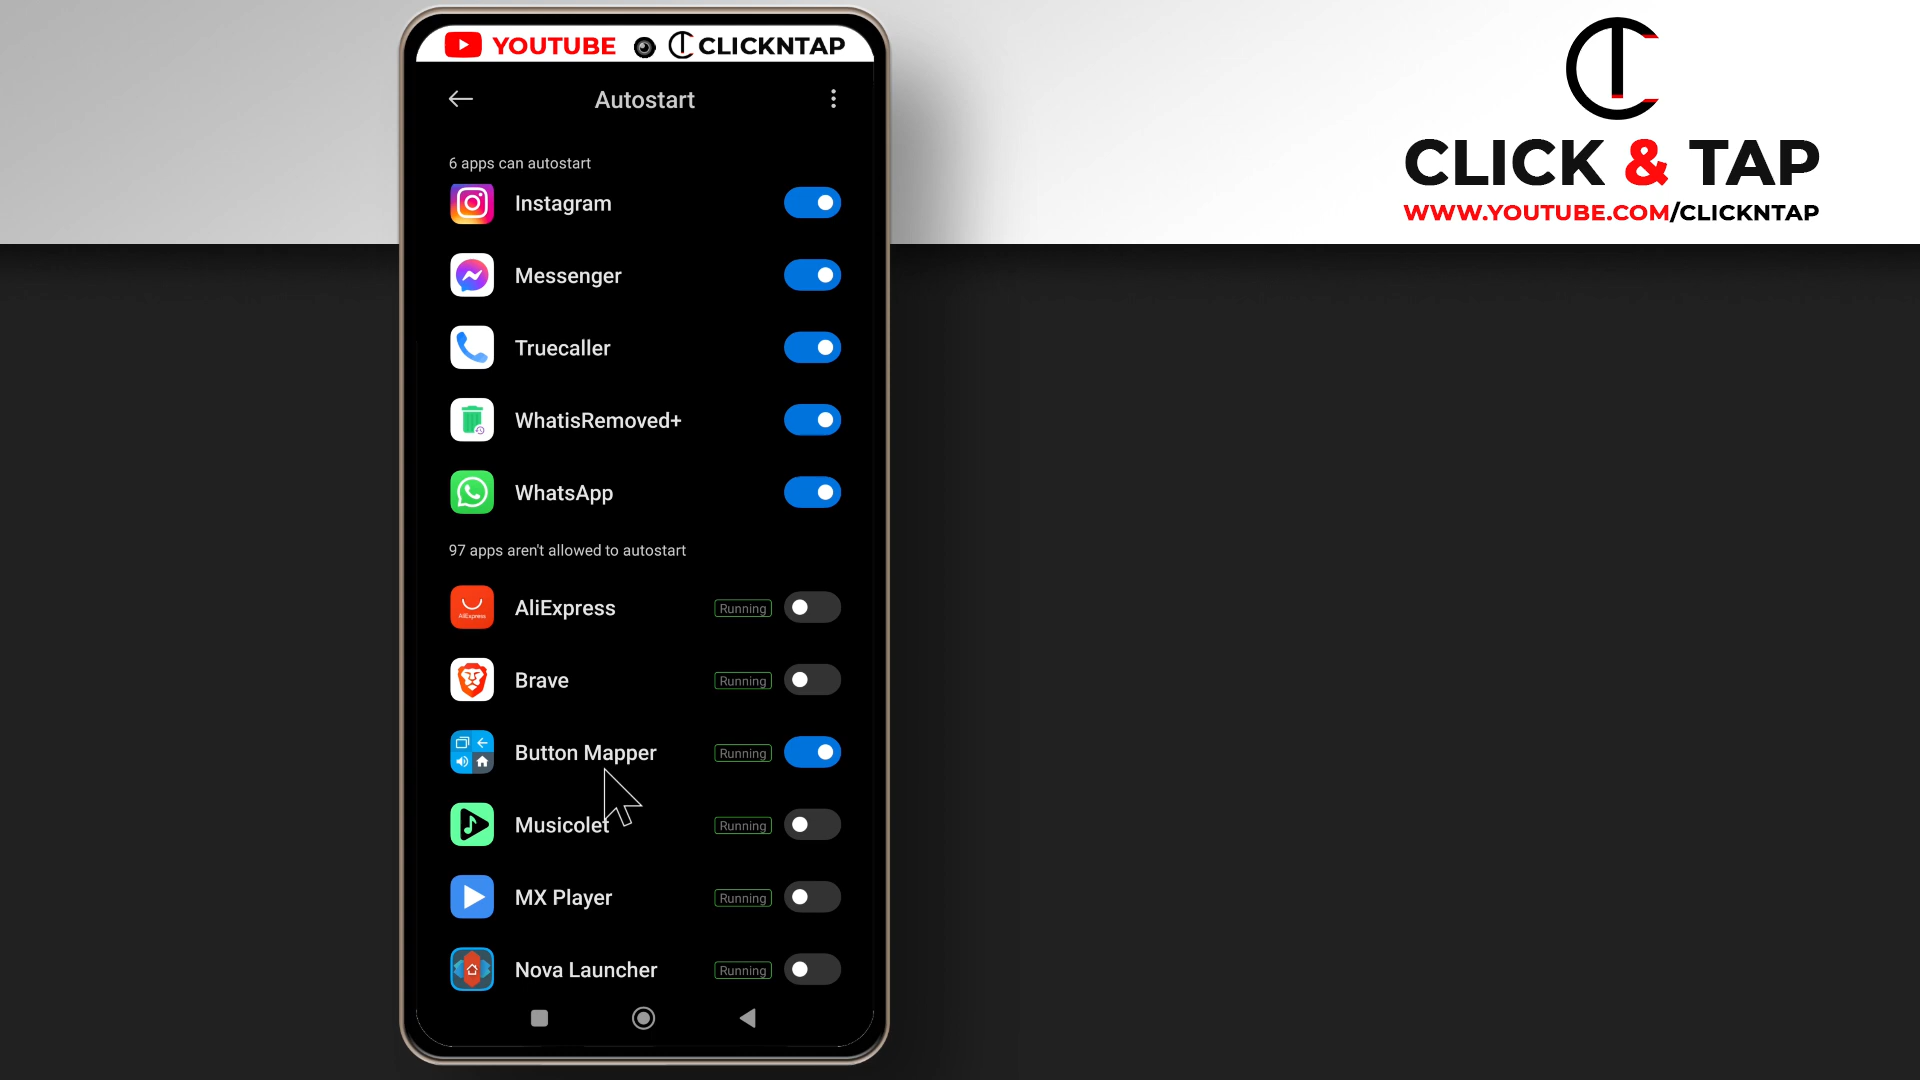 YOUTUBE CLICKNTAP
Autostart
6 apps can autostart
Instagram
Messenger
Truecaller
WhatisRemoved+
WhatsApp
97 apps aren't allowed to autostart
AliExpress
AliExpress Running
Brave Running
Button Mapper Running
Musicolet Running
MX Player Running
Nova Launcher Running
CLICK & TAP
WWW.YOUTUBE.COM/CLICKNTAP